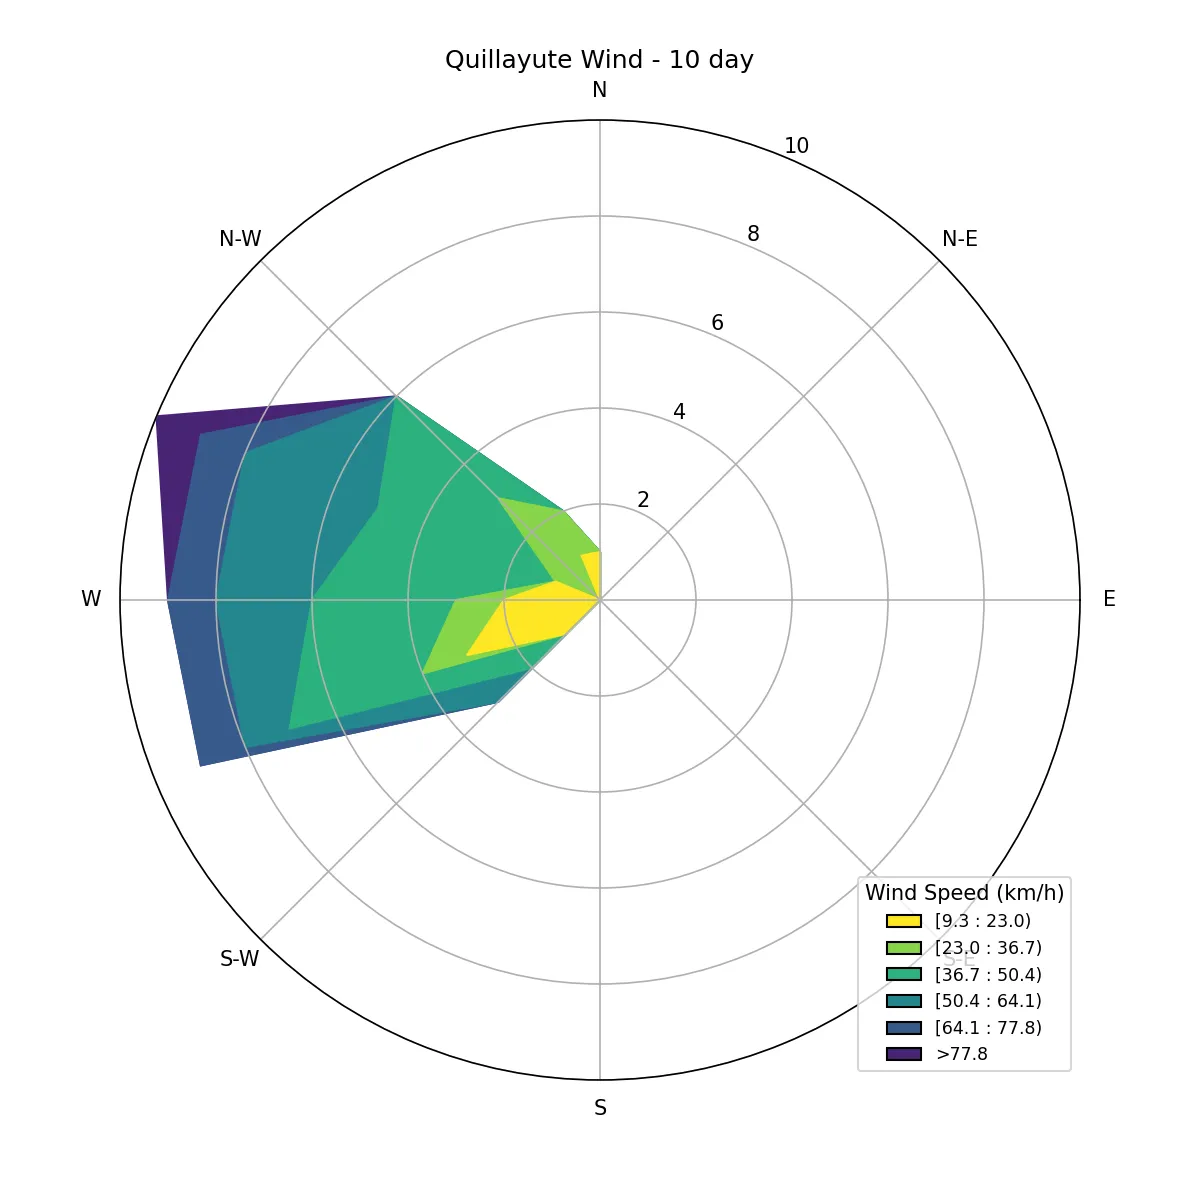 Quillayute Wind - 10 day
N
10
N-W
8
N-E
6
4
2
W
E
S-W
S-E
S
Wind Speed (km/h)
[9.3 : 23.0)
[23.0 : 36.7)
[36.7 : 50.4)
[50.4 : 64.1)
[64.1 : 77.8)
>77.8